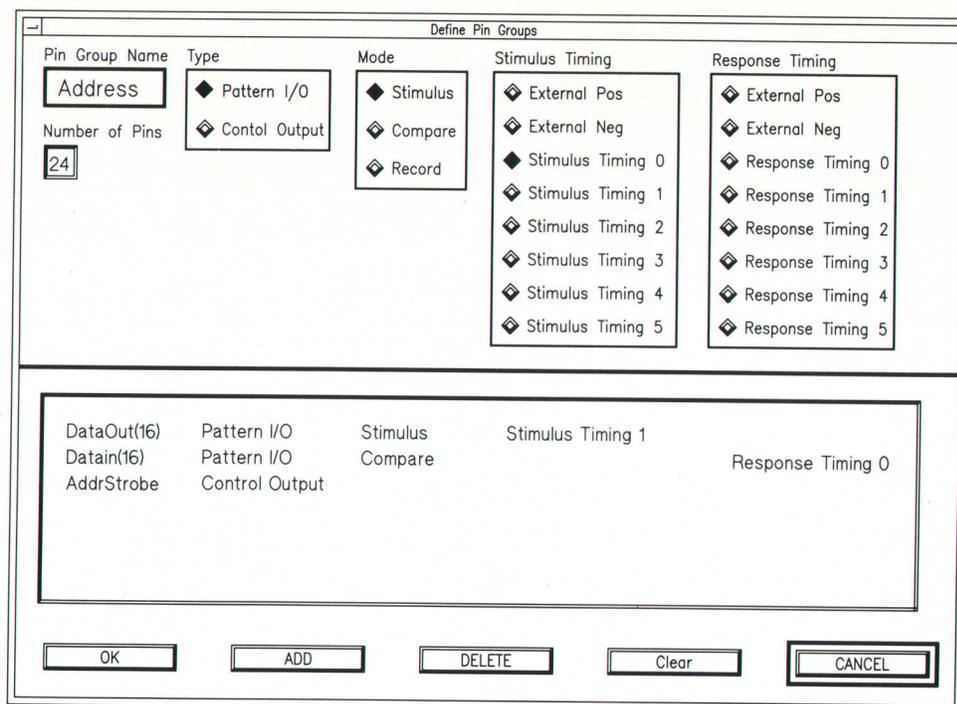 Define Pin Groups
Pin Group Name
Address
Number of Pins
24
Type
Pattern I/O
Contol Output
Mode
Stimulus
Compare
Record
Stimulus Timing
External Pos
External Neg
Stimulus Timing 0
Stimulus Timing 1
Stimulus Timing 2
Stimulus Timing 3
Stimulus Timing 4
Stimulus Timing 5
Response Timing
External Pos
External Neg
Response Timing 0
Response Timing 1
Response Timing 2
Response Timing 3
Response Timing 4
Response Timing 5
DataOut(16) Pattern I/O Stimulus Stimulus Timing 1
Datain(16) Pattern I/O Compare Response Timing 0
AddrStrobe Control Output
OK ADD DELETE Clear CANCEL